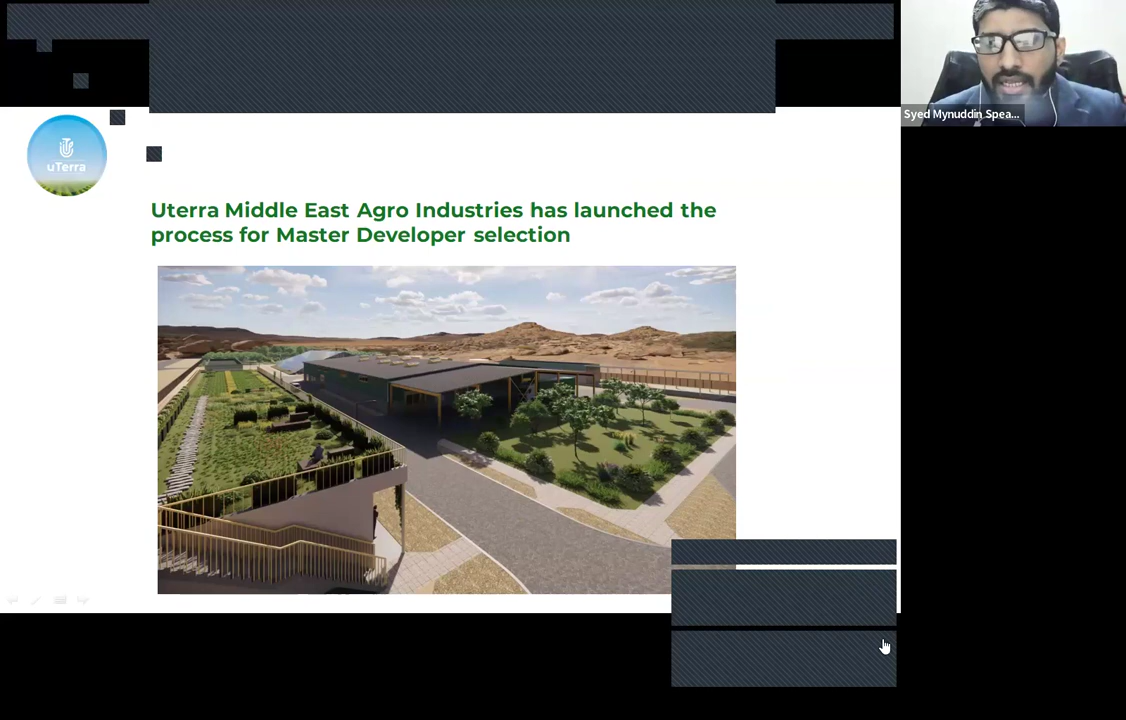 Syed Mynuddin Spea...
uTerra
Uterra Middle East Agro Industries has launched the
process for Master Developer selection